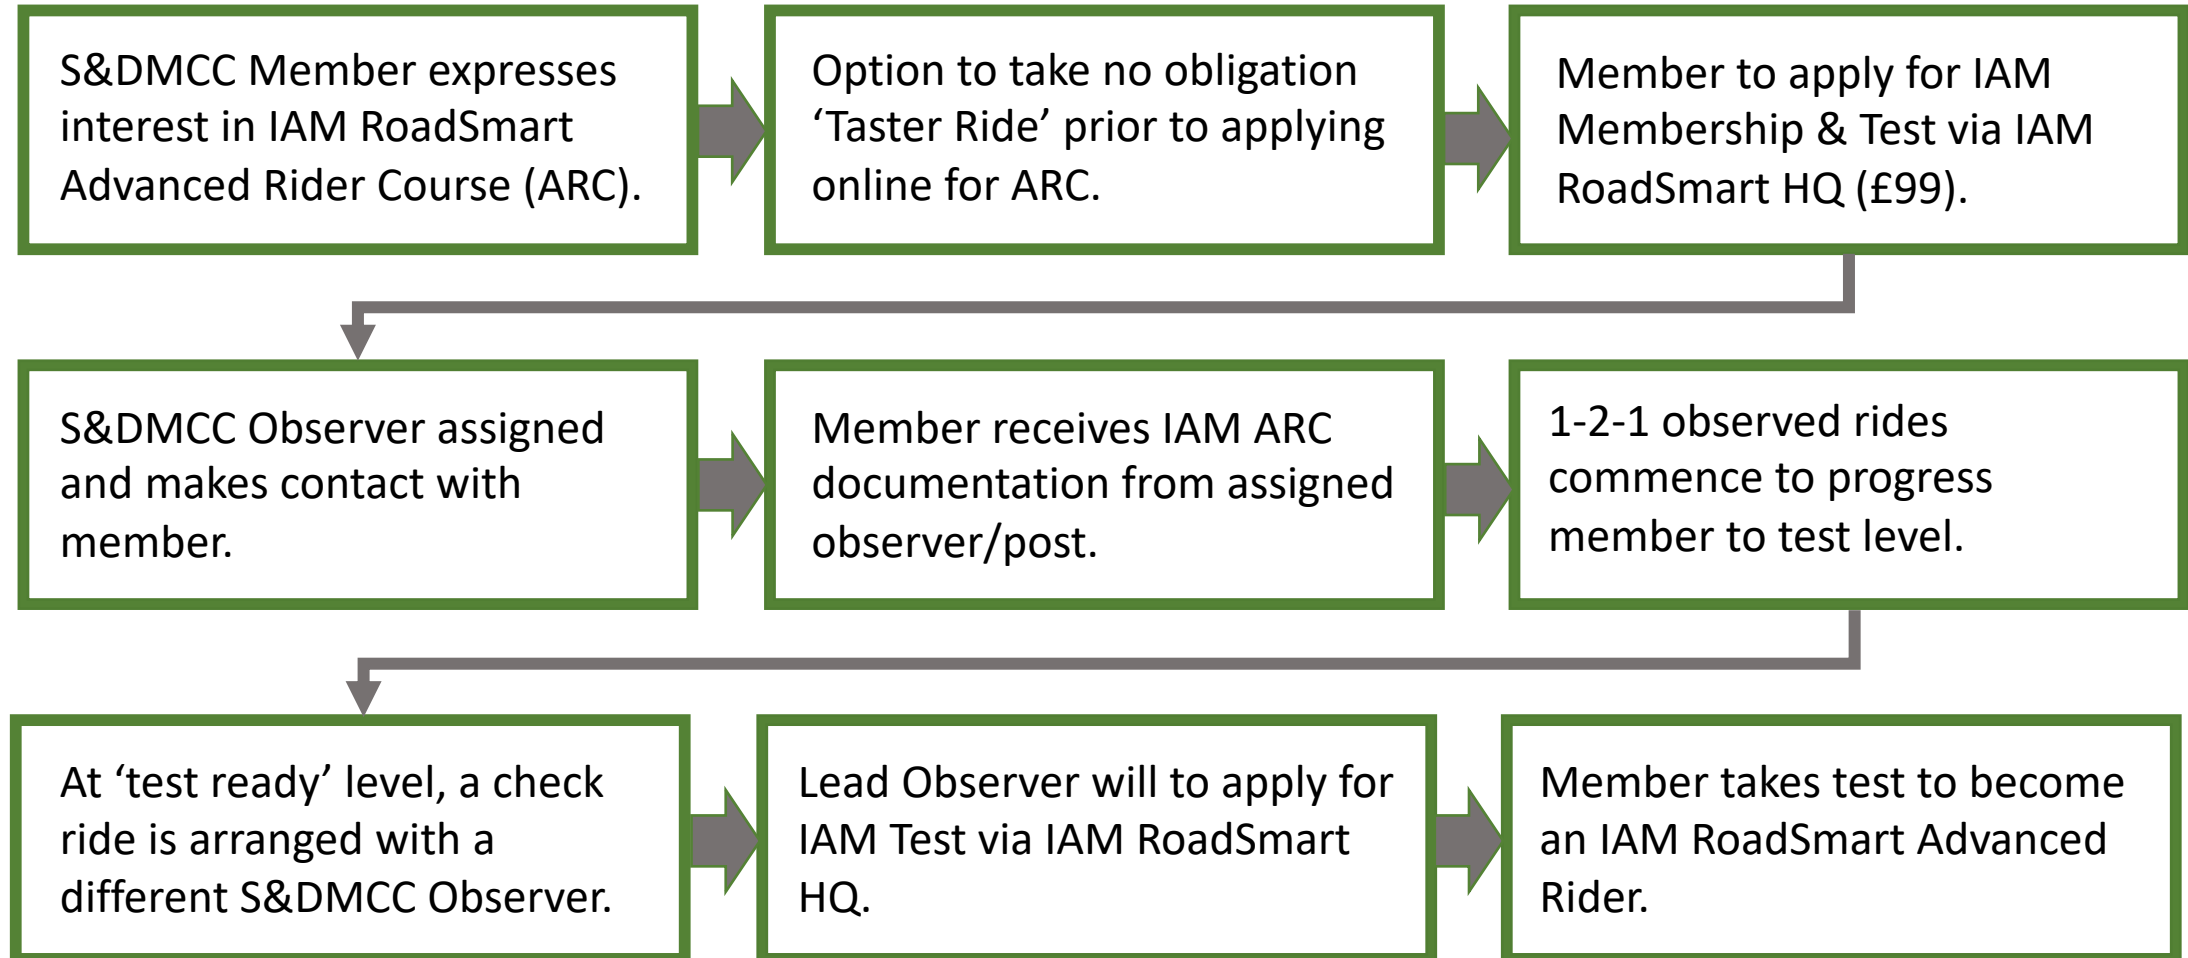 S&DMCC Member expresses
interest in IAM RoadSmart
Advanced Rider Course (ARC).
Option to take no obligation
‘Taster Ride’ prior to applying
online for ARC.
Member to apply for IAM
Membership & Test via IAM
RoadSmart HQ (£99).
S&DMCC Observer assigned
and makes contact with
member.
Member receives IAM ARC
documentation from assigned
observer/post.
1-2-1 observed rides
commence to progress
member to test level.
At ‘test ready’ level, a check
ride is arranged with a
different S&DMCC Observer.
Lead Observer will to apply for
IAM Test via IAM RoadSmart
HQ.
Member takes test to become
an IAM RoadSmart Advanced
Rider.